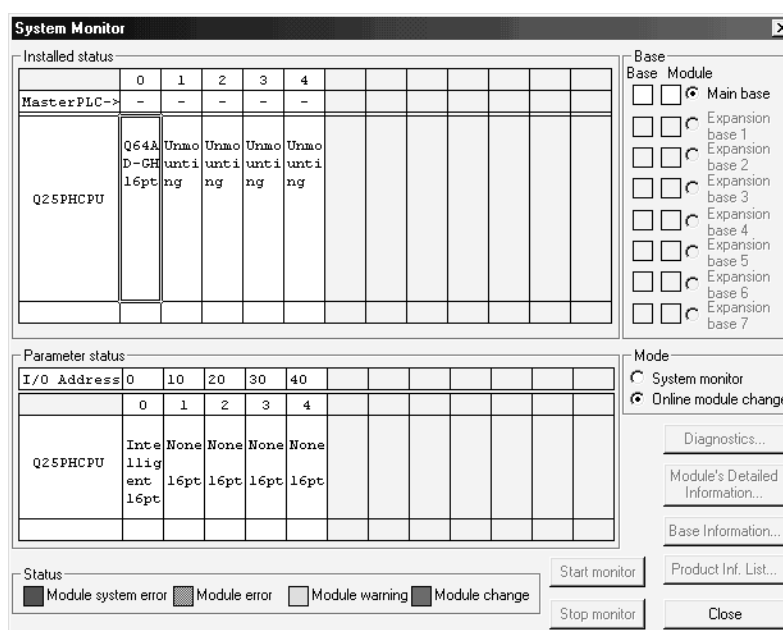 System Monitor
Installed status
0 1 2 3 4
MasterPLC-> - - - - -
Q25PHCPU
Q64A Unmo Unmo Unmo Unmo
D-GH unti unti unti unti
16pt ng ng ng ng
Parameter status
I/O Address 0 10 20 30 40
0 1 2 3 4
Q25PHCPU
Inte None None None None
llig
ent 16pt 16pt 16pt 16pt
16pt
Status
Module system error Module error Module warning Module change
Base
Base Module
Main base
Expansion
base 1
Expansion
base 2
Expansion
base 3
Expansion
base 4
Expansion
base 5
Expansion
base 6
Expansion
base 7
Mode
System monitor
Online module change
Diagnostics...
Module's Detailed
Information...
Base Information...
Product Inf. List...
Start monitor
Stop monitor
Close